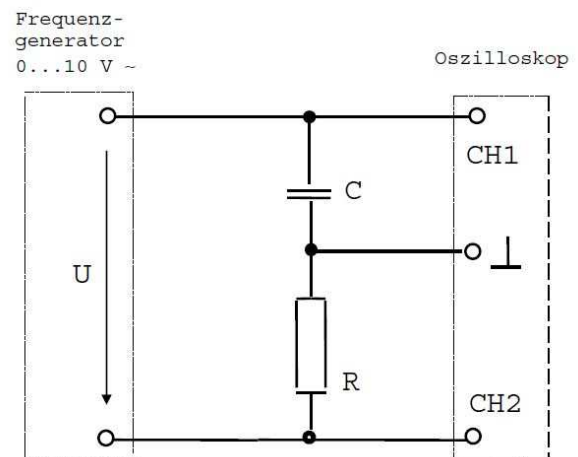 Frequenz-
generator
0...10 V ~
Oszilloskop
CH1
C
U
R
CH2